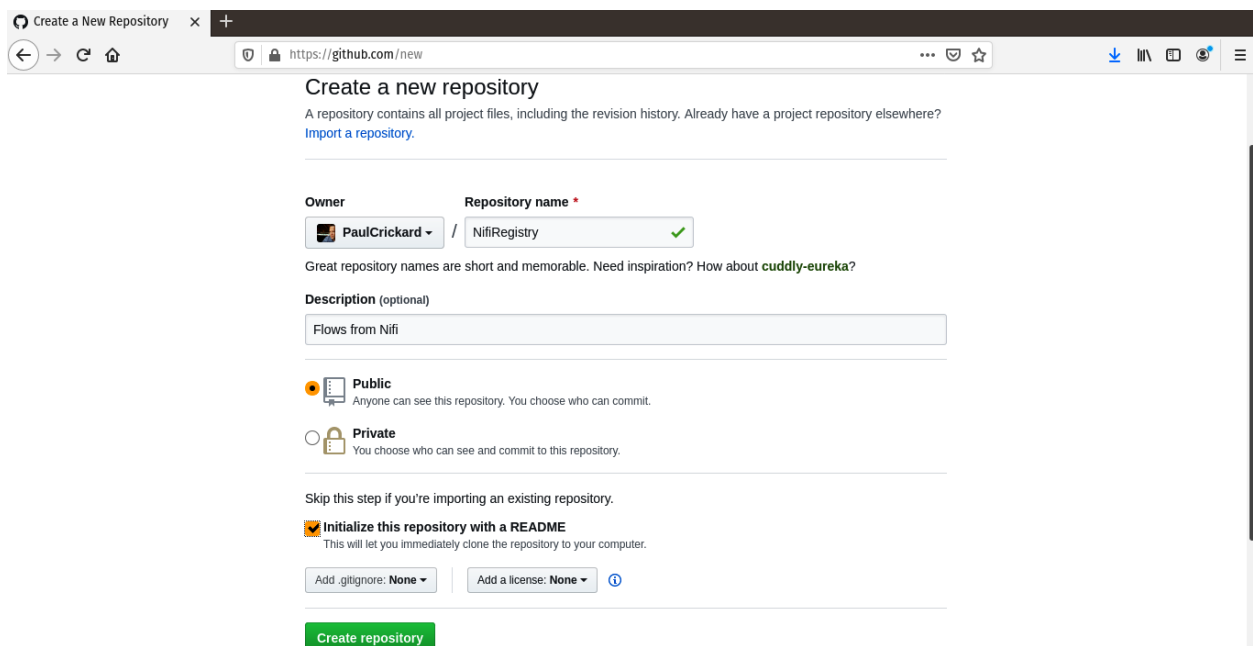 Create a New Repository
https://github.com/new
Create a new repository
A repository contains all project files, including the revision history. Already have a project repository elsewhere?
Import a repository.
Owner Repository name *
PaulCrickard / NifiRegistry
Great repository names are short and memorable. Need inspiration? How about cuddly-eureka?
Description (optional)
Flows from Nifi
Public
Anyone can see this repository. You choose who can commit.
Private
You choose who can see and commit to this repository.
Skip this step if you're importing an existing repository.
Initialize this repository with a README
This will let you immediately clone the repository to your computer.
Add .gitignore: None Add a license: None
Create repository